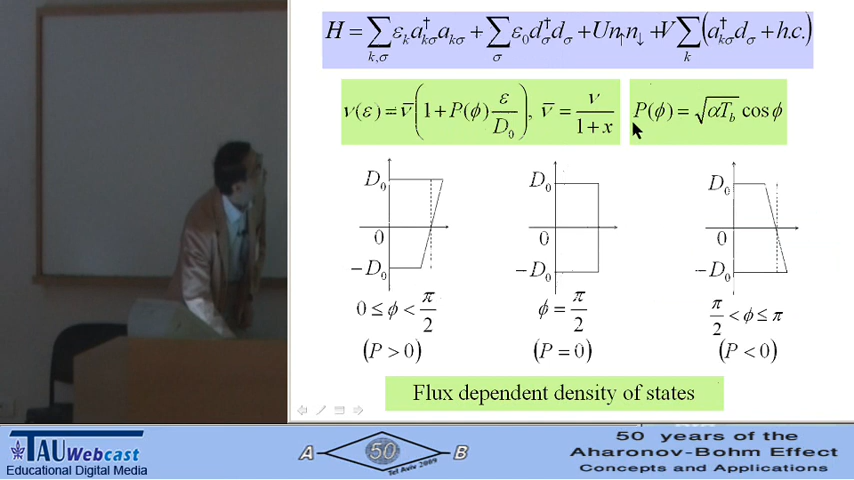 H = ∑_{k,σ} ε_k a†_{kσ} a_{kσ} + ∑_σ ε_0 d†_σ d_σ + Un_↑n_↓ + V ∑_k (a†_{kσ} d_σ + h.c.)
ν(ε) = ν̄ (1 + P(ϕ) ε/D_0), ν̄ = ν/(1 + x)
P(ϕ) = √(αT_b) cos ϕ
D_0
0
−D_0
0 ≤ ϕ < π/2
(P > 0)
D_0
0
−D_0
ϕ = π/2
(P = 0)
D_0
0
−D_0
π/2 < ϕ ≤ π
(P < 0)
Flux dependent density of states
TAUWebcast
Educational Digital Media
A 50 B
Tel Aviv 2009
50 years of the
Aharonov-Bohm Effect
Concepts and Applications